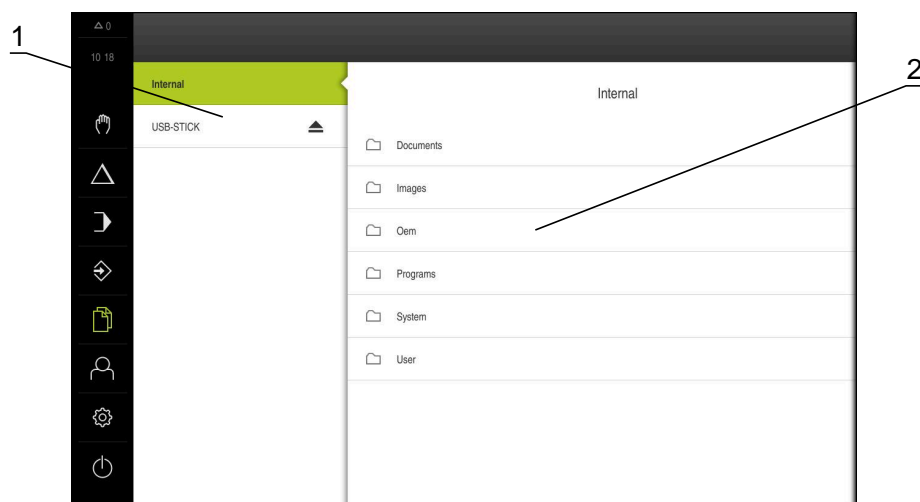 1
0
10 18
2
Internal
Internal
USB-STICK
Documents
Images
Oem
Programs
System
User